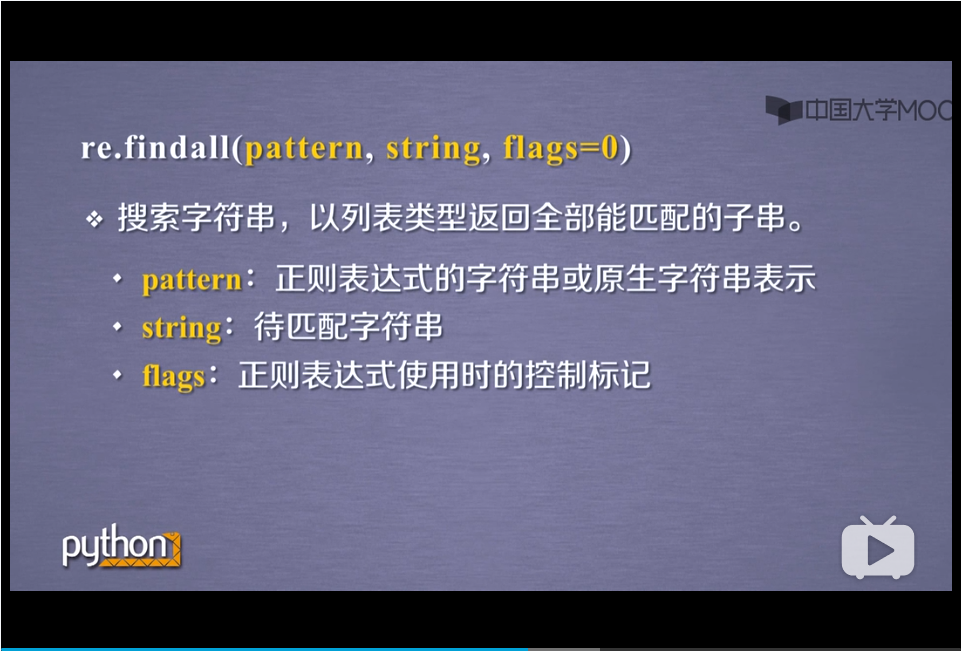 中国大学MOO
re.findall(pattern, string, flags=0)
❖ 搜索字符串，以列表类型返回全部能匹配的子串。
• pattern：正则表达式的字符串或原生字符串表示
• string：待匹配字符串
• flags：正则表达式使用时的控制标记
python